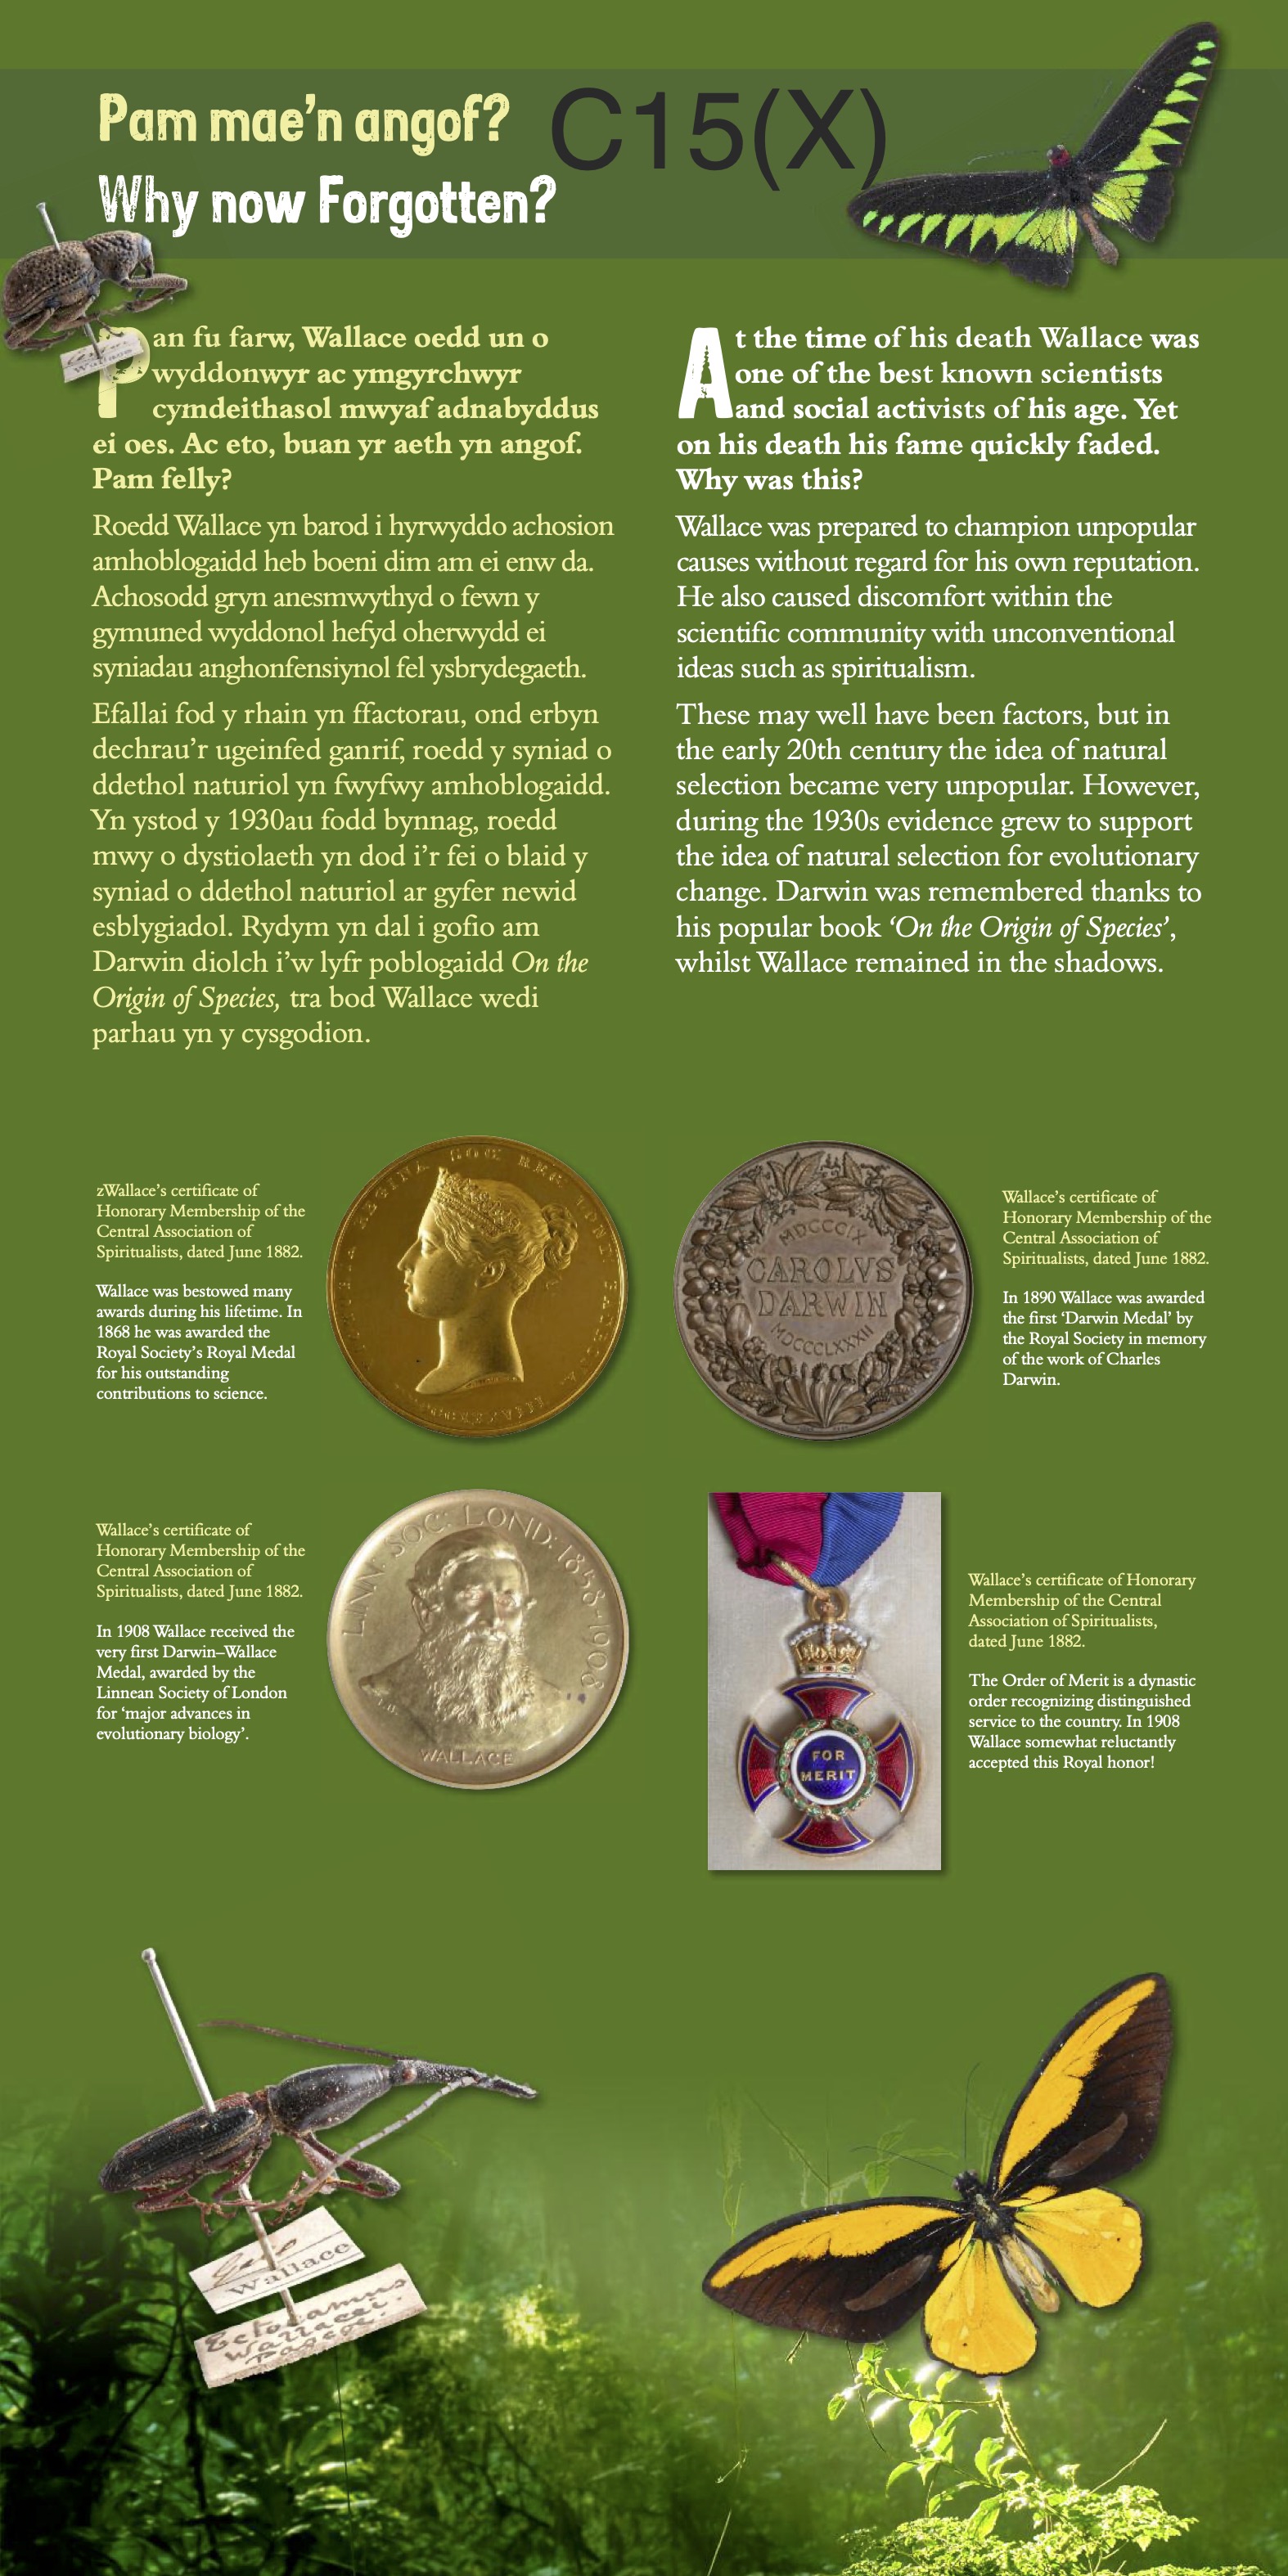 Pam mae'n angof?
C15(X)
Why now Forgotten?
Pan fu farw, Wallace oedd un o
wyddonwyr ac ymgyrchwyr
cymdeithasol mwyaf adnabyddus
ei oes. Ac eto, buan yr aeth yn angof.
Pam felly?
Roedd Wallace yn barod i hyrwyddo achosion
amhoblogaidd heb boeni dim am ei enw da.
Achosodd gryn anesmwythyd o fewn y
gymuned wyddonol hefyd oherwydd ei
syniadau anghonfensiynol fel ysbrydegaeth.
Efallai fod y rhain yn ffactorau, ond erbyn
dechrau'r ugeinfed ganrif, roedd y syniad o
ddethol naturiol yn fwyfwy amhoblogaidd.
Yn ystod y 1930au fodd bynnag, roedd
mwy o dystiolaeth yn dod i'r fei o blaid y
syniad o ddethol naturiol ar gyfer newid
esblygiadol. Rydym yn dal i gofio am
Darwin diolch i'w lyfr poblogaidd On the
Origin of Species, tra bod Wallace wedi
parhau yn y cysgodion.
At the time of his death Wallace was
one of the best known scientists
and social activists of his age. Yet
on his death his fame quickly faded.
Why was this?
Wallace was prepared to champion unpopular
causes without regard for his own reputation.
He also caused discomfort within the
scientific community with unconventional
ideas such as spiritualism.
These may well have been factors, but in
the early 20th century the idea of natural
selection became very unpopular. However,
during the 1930s evidence grew to support
the idea of natural selection for evolutionary
change. Darwin was remembered thanks to
his popular book 'On the Origin of Species',
whilst Wallace remained in the shadows.
zWallace's certificate of
Honorary Membership of the
Central Association of
Spiritualists, dated June 1882.
Wallace was bestowed many
awards during his lifetime. In
1868 he was awarded the
Royal Society's Royal Medal
for his outstanding
contributions to science.
REGINA SOC REG
MDCCCIX
CAROLVS
DARWIN
MDCCCLXXXII
Wallace's certificate of
Honorary Membership of the
Central Association of
Spiritualists, dated June 1882.
In 1890 Wallace was awarded
the first 'Darwin Medal' by
the Royal Society in memory
of the work of Charles
Darwin.
Wallace's certificate of
Honorary Membership of the
Central Association of
Spiritualists, dated June 1882.
In 1908 Wallace received the
very first Darwin–Wallace
Medal, awarded by the
Linnean Society of London
for 'major advances in
evolutionary biology'.
LINN: SOC: LOND: 1858-1908
WALLACE
FOR
MERIT
Wallace's certificate of Honorary
Membership of the Central
Association of Spiritualists,
dated June 1882.
The Order of Merit is a dynastic
order recognizing distinguished
service to the country. In 1908
Wallace somewhat reluctantly
accepted this Royal honor!
Wallace
Wallace